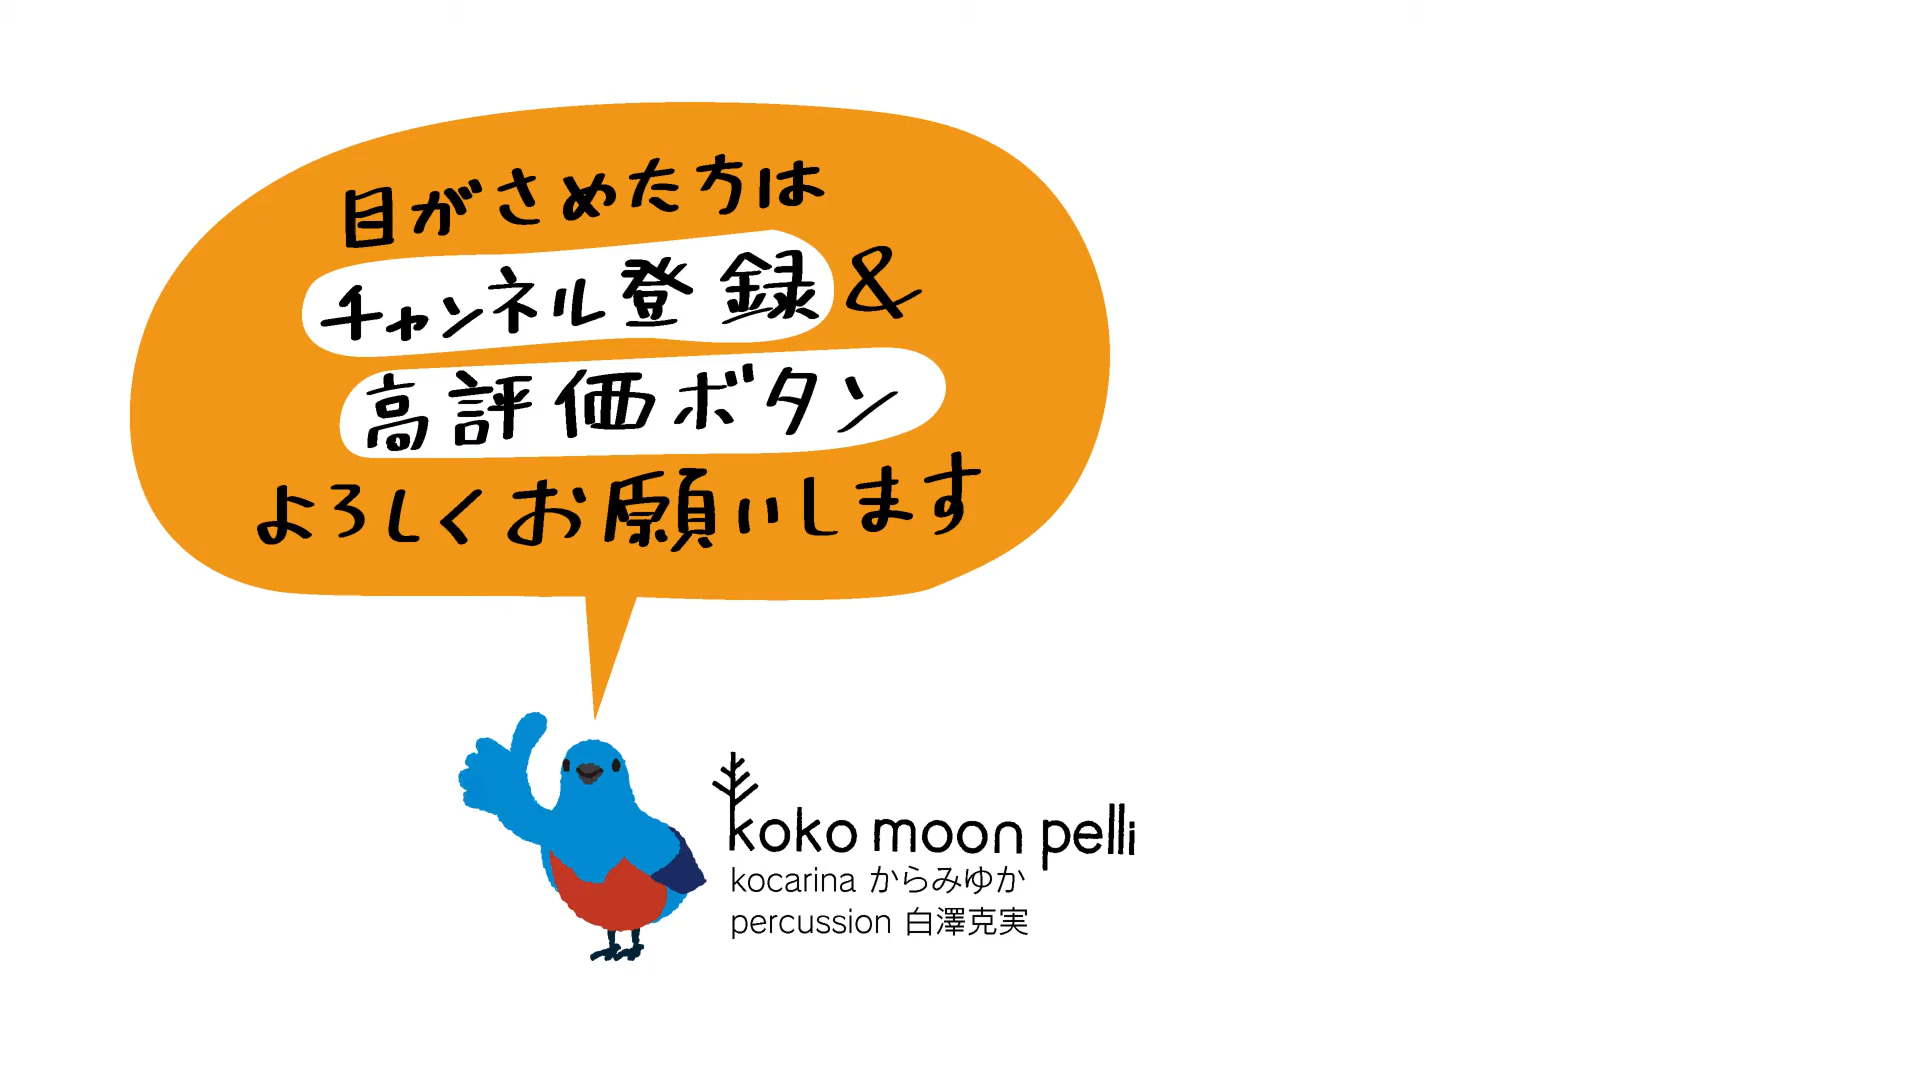 目がさめた方は
チャンネル登録&
高評価ボタン
よろしくお願いします
koko moon pelli
kocarina からみゆか
percussion 白澤克実